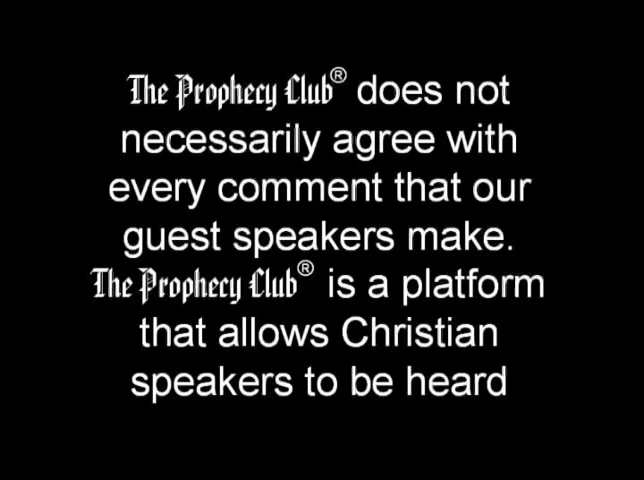 The Prophecy Club® does not
necessarily agree with
every comment that our
guest speakers make.
The Prophecy Club® is a platform
that allows Christian
speakers to be heard